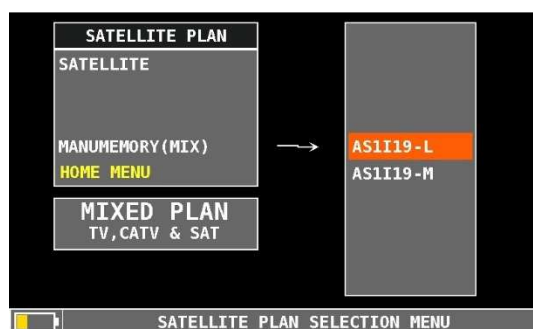 SATELLITE PLAN
SATELLITE
MANUMEMORY(MIX)
HOME MENU
MIXED PLAN
TV,CATV & SAT
AS1I19-L
AS1I19-M
SATELLITE PLAN SELECTION MENU